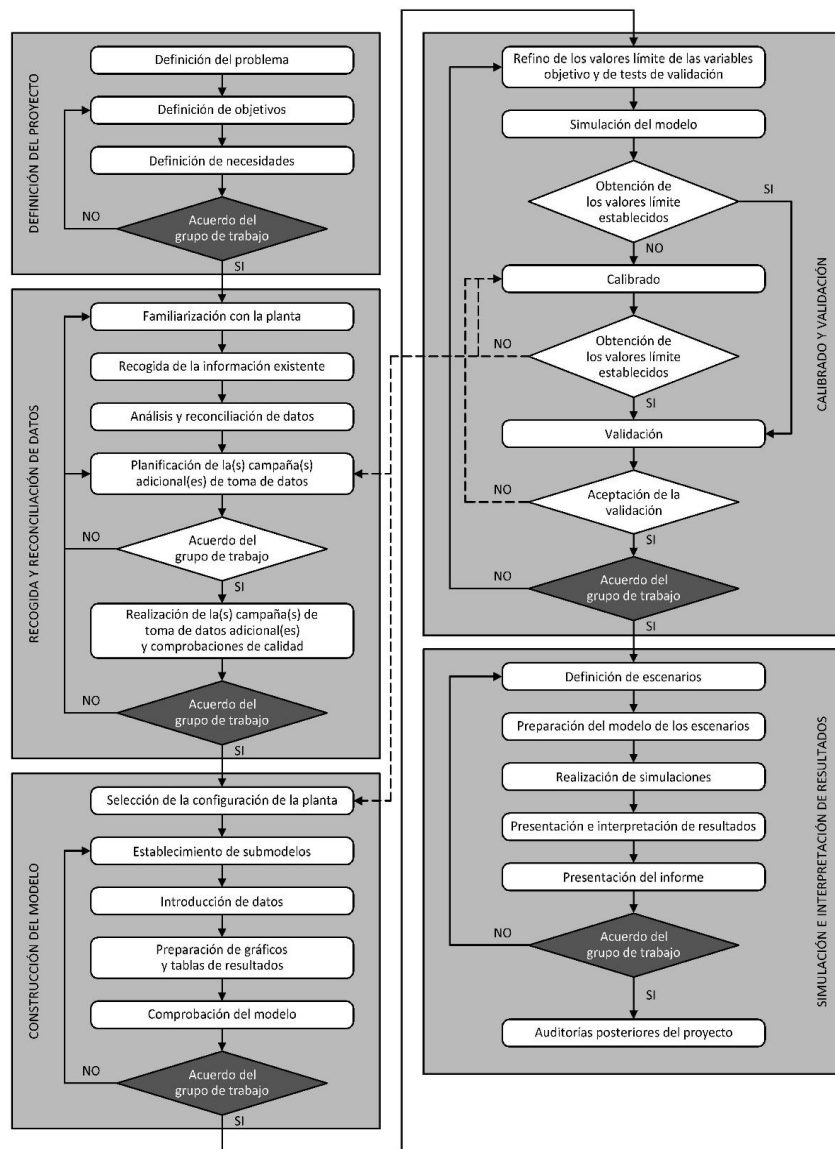 DEFINICIÓN DEL PROYECTO
Definición del problema
Definición de objetivos
Definición de necesidades
NO
Acuerdo del
grupo de trabajo
SI
RECOGIDA Y RECONCILIACIÓN DE DATOS
Familiarización con la planta
Recogida de la información existente
Análisis y reconciliación de datos
Planificación de la(s) campaña(s)
adicional(es) de toma de datos
NO
Acuerdo del
grupo de trabajo
SI
Realización de la(s) campaña(s) de
toma de datos adicional(es)
y comprobaciones de calidad
NO
Acuerdo del
grupo de trabajo
SI
CONSTRUCCIÓN DEL MODELO
Selección de la configuración de la planta
Establecimiento de submodelos
Introducción de datos
Preparación de gráficos
y tablas de resultados
Comprobación del modelo
NO
Acuerdo del
grupo de trabajo
SI
CALIBRADO Y VALIDACIÓN
Refino de los valores límite de las variables
objetivo y de tests de validación
Simulación del modelo
Obtención de
los valores límite
establecidos
SI
NO
Calibrado
NO
Obtención de
los valores límite
establecidos
SI
Validación
NO
Aceptación de la
validación
SI
NO
Acuerdo del
grupo de trabajo
SI
SIMULACIÓN E INTERPRETACIÓN DE RESULTADOS
Definición de escenarios
Preparación del modelo de los escenarios
Realización de simulaciones
Presentación e interpretación de resultados
Presentación del informe
NO
Acuerdo del
grupo de trabajo
SI
Auditorías posteriores del proyecto